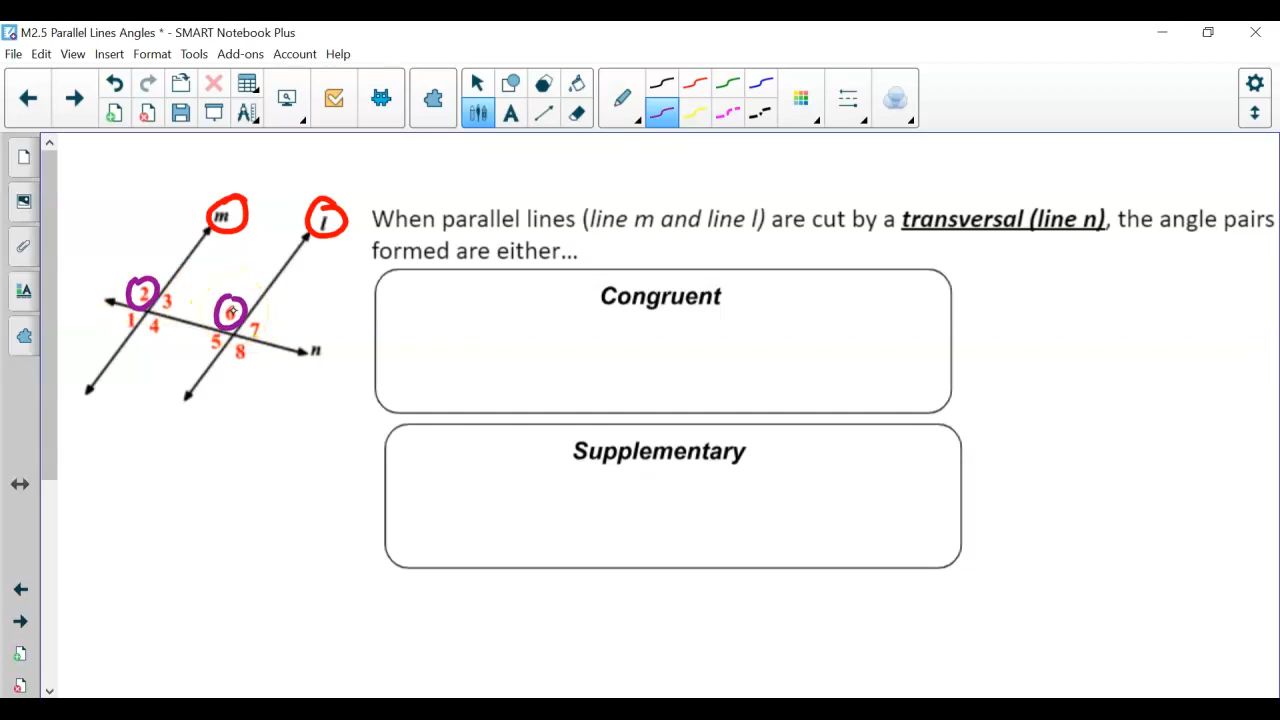 M2.5 Parallel Lines Angles * - SMART Notebook Plus
File Edit View Insert Format Tools Add-ons Account Help
m
l
When parallel lines (line m and line l) are cut by a transversal (line n), the angle pairs
formed are either...
Congruent
2 3
6
1 4
7
5
8
n
Supplementary